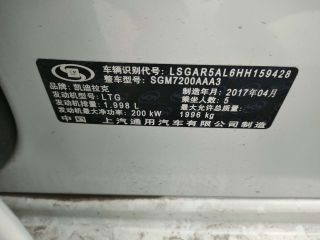 车辆识别代号: LSGAR5AL6HH159428
整车型号: SGM7200AAA3
品牌: 凯迪拉克 制造年月: 2017年04月
发动机型号: LTG 乘坐人数: 5
发动机排量: 1.998 L 最大允许总质量:
发动机最大净功率: 200 kW 1996 kg
中国 上汽通用汽车有限公司制造